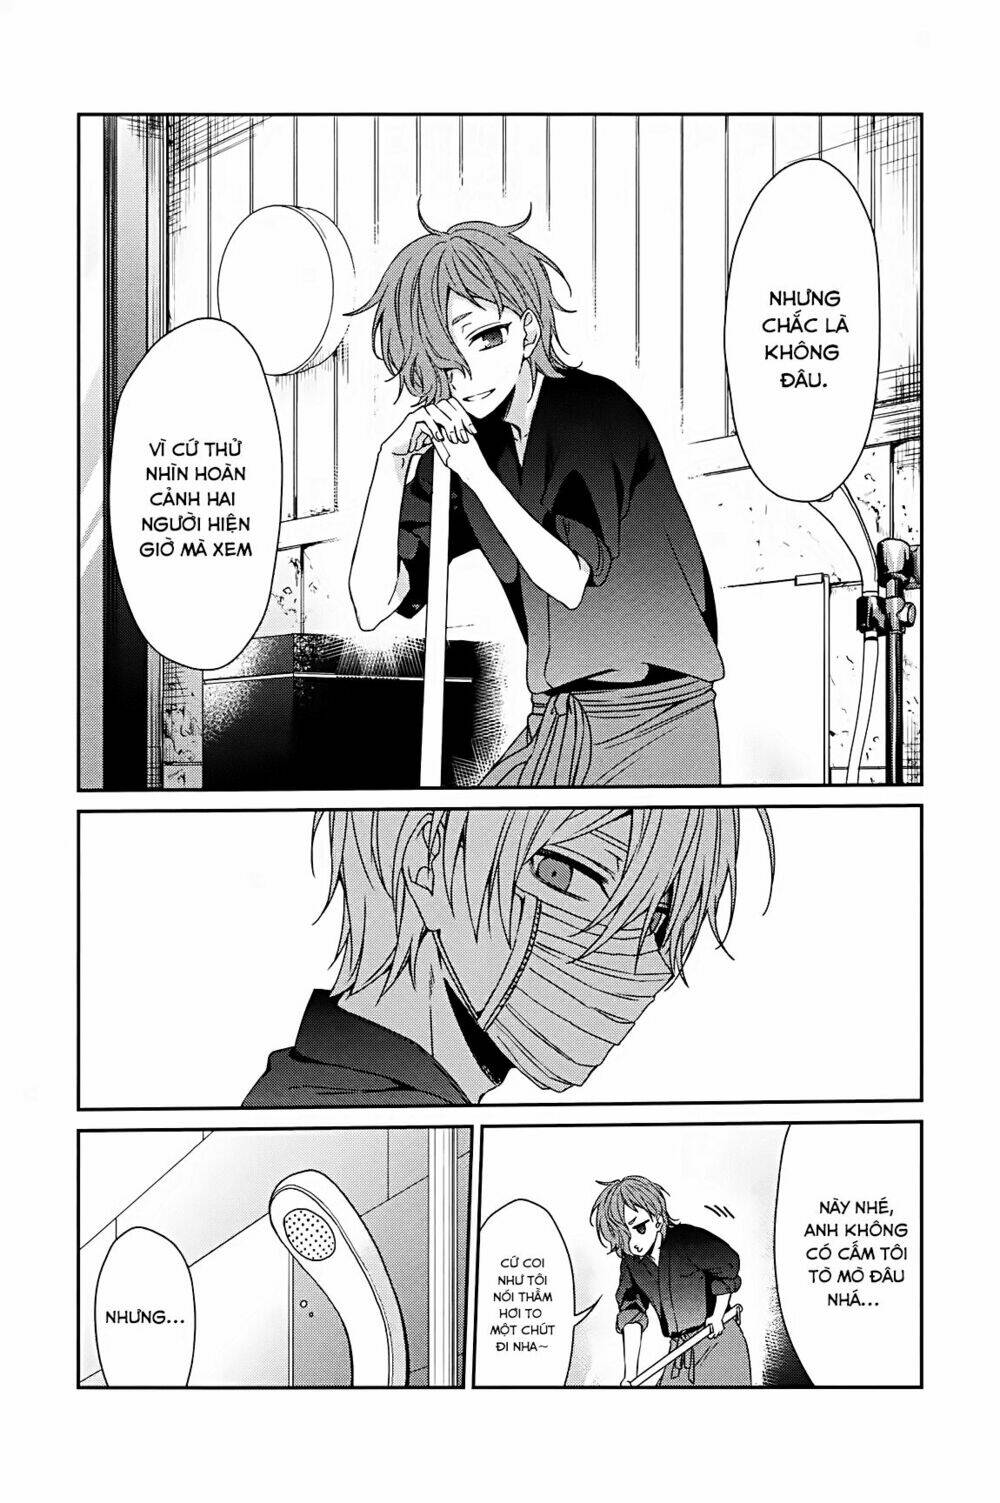 NHƯNG
CHẮC LÀ
KHÔNG
ĐÂU.
VÌ CỨ THỬ
NHÌN HOÀN
CẢNH HAI
NGƯỜI HIỆN
GIỜ MÀ XEM
NÀY NHÉ,
ANH KHÔNG
CÓ CẤM TÔI
TÒ MÒ ĐÂU
NHÁ...
CỨ COI
NHƯ TÔI
NÓI THẦM
HƠI TO
MỘT CHÚT
ĐI NHA~
NHƯNG...